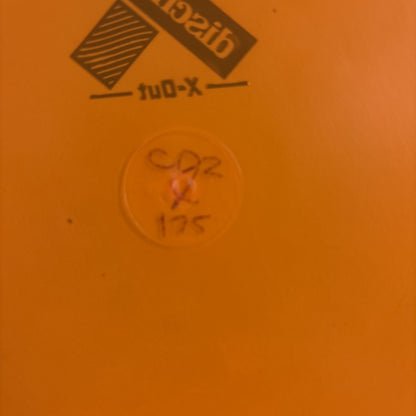 disc
X-Out
CD2
X
175